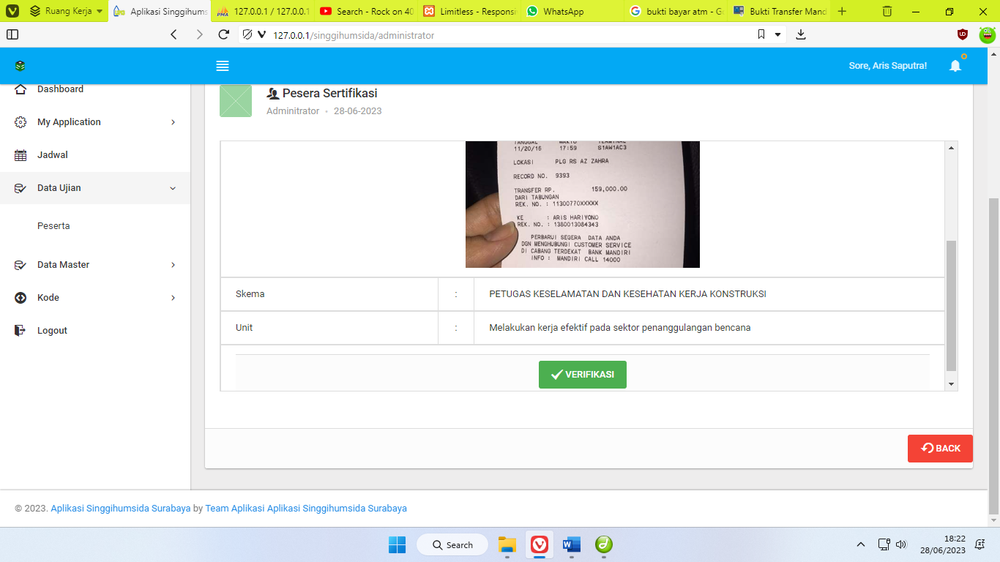 Ruang Kerja
Aplikasi Singgihums
127.0.0.1 / 127.0.0.1
Search - Rock on 40
Limitless - Responsi
WhatsApp
bukti bayar atm - Go
Bukti Transfer Mand
127.0.0.1/singgihumsida/administrator
Sore, Aris Saputra!
Dashboard
My Application
Jadwal
Data Ujian
Peserta
Data Master
Kode
Logout
Pesera Sertifikasi
Adminitrator • 28-06-2023
TANGGAL WAKTU TERMINAL
11/20/16 17:59 S1AW1AC3
LOKASI PLG RS AZ ZAHRA
RECORD NO. 9393
TRANSFER RP. 159,000.00
DARI TABUNGAN
REK. NO. : 11300770XXXXX
KE : ARIS HARIYONO
REK. NO. : 1380013084343
PERBARUI SEGERA DATA ANDA
DGN MENGHUBUNGI CUSTOMER SERVICE
DI CABANG TERDEKAT BANK MANDIRI
INFO : MANDIRI CALL 14000
Skema : PETUGAS KESELAMATAN DAN KESEHATAN KERJA KONSTRUKSI
Unit : Melakukan kerja efektif pada sektor penanggulangan bencana
VERIFIKASI
BACK
© 2023. Aplikasi Singgihumsida Surabaya by Team Aplikasi Aplikasi Singgihumsida Surabaya
Search
18:22
28/06/2023